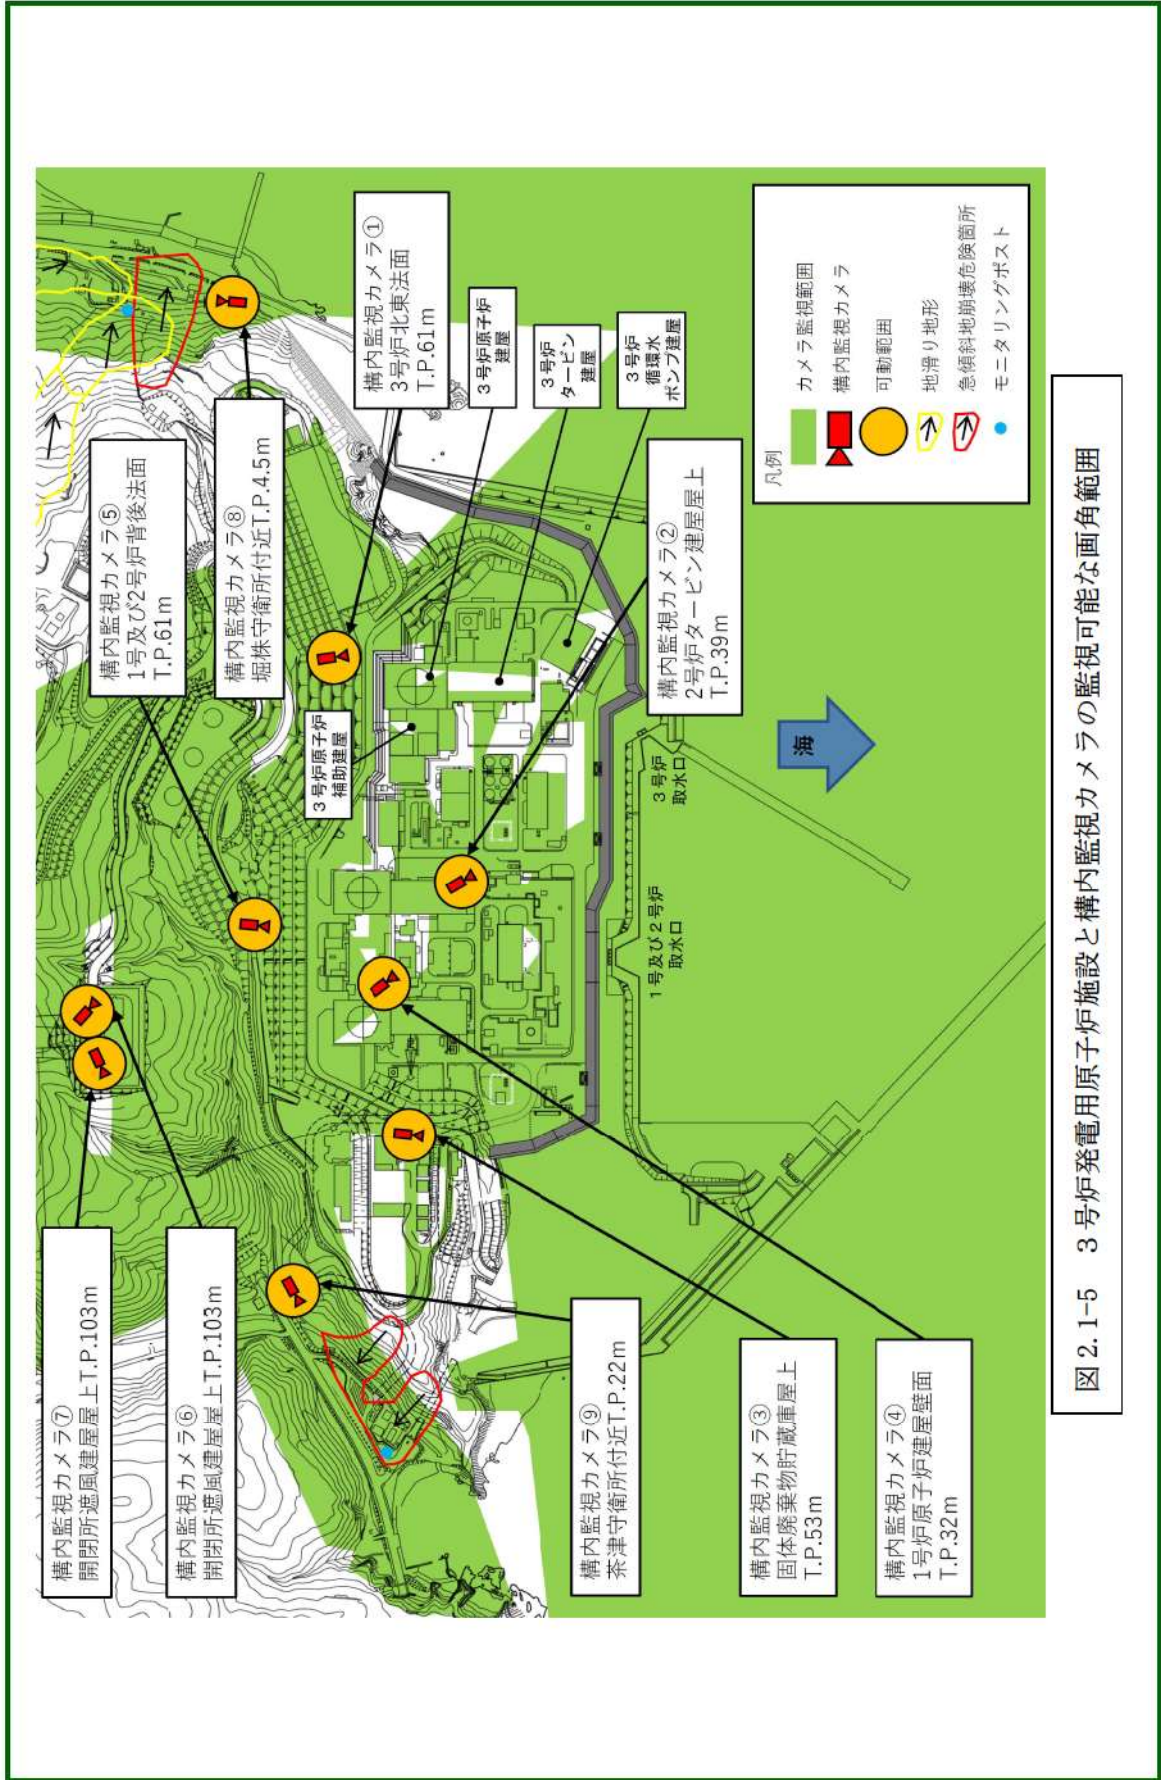 構内監視カメラ⑦
開閉所遮風建屋屋上T.P.103m
構内監視カメラ⑥
開閉所遮風建屋屋上T.P.103m
構内監視カメラ⑤
1号及び2号炉背後法面
T.P.61m
構内監視カメラ⑧
堀株守衛所付近T.P.4.5m
構内監視カメラ①
3号炉北東法面
T.P.61m
3号炉原子炉
補助建屋
3号炉原子炉
建屋
3号炉
タービン
建屋
3号炉
循環水
ポンプ建屋
構内監視カメラ②
2号炉タービン建屋屋上
T.P.39m
構内監視カメラ⑨
茶津守衛所付近T.P.22m
構内監視カメラ③
固体廃棄物貯蔵庫屋上
T.P.53m
構内監視カメラ④
1号炉原子炉建屋壁面
T.P.32m
1号及び2号炉
取水口
3号炉
取水口
海
凡例
カメラ監視範囲
構内監視カメラ
可動範囲
地滑り地形
急傾斜地崩壊危険箇所
モニタリングポスト
図2.1-5 3号炉発電用原子炉施設と構内監視カメラの監視可能な画角範囲